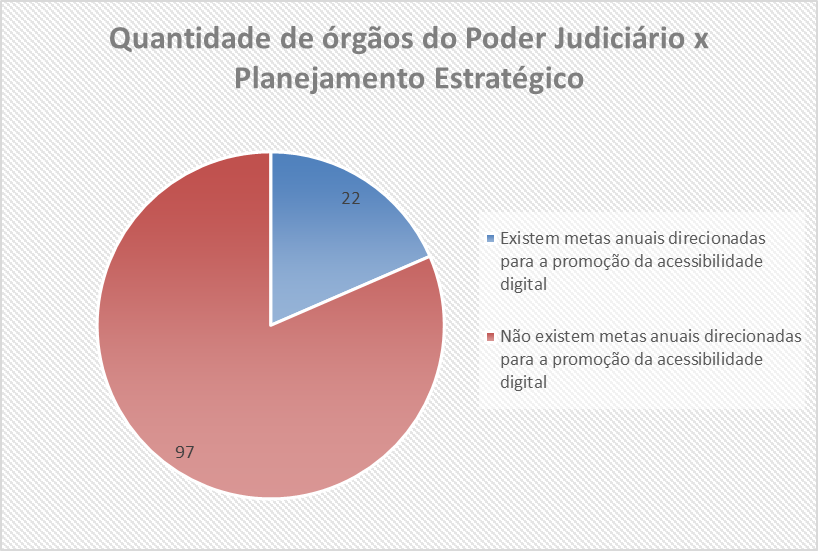 Quantidade de órgãos do Poder Judiciário x
Planejamento Estratégico
22
97
Existem metas anuais direcionadas
para a promoção da acessibilidade
digital
Não existem metas anuais direcionadas
para a promoção da acessibilidade
digital